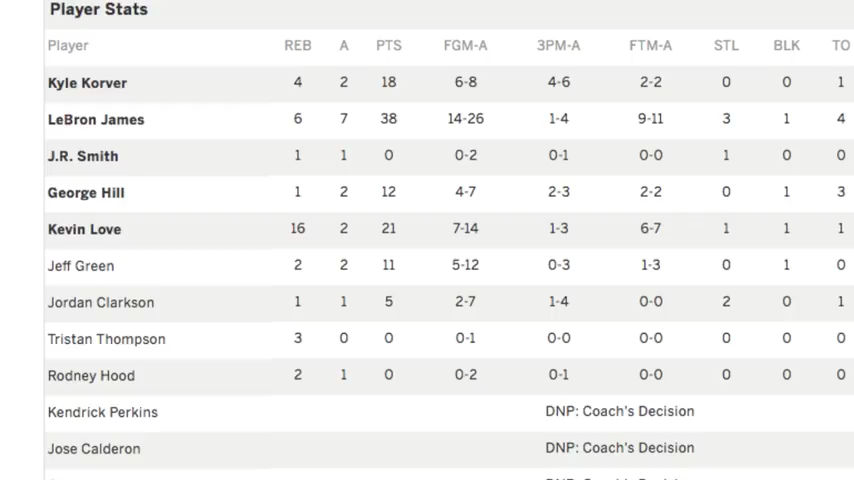 Player Stats
Player REB A PTS FGM-A 3PM-A FTM-A STL BLK TO
Kyle Korver 4 2 18 6-8 4-6 2-2 0 0 1
LeBron James 6 7 38 14-26 1-4 9-11 3 1 4
J.R. Smith 1 1 0 0-2 0-1 0-0 1 0 0
George Hill 1 2 12 4-7 2-3 2-2 0 1 3
Kevin Love 16 2 21 7-14 1-3 6-7 1 1 1
Jeff Green 2 2 11 5-12 0-3 1-3 0 1 0
Jordan Clarkson 1 1 5 2-7 1-4 0-0 2 0 1
Tristan Thompson 3 0 0 0-1 0-0 0-0 0 0 0
Rodney Hood 2 1 0 0-2 0-1 0-0 0 0 0
Kendrick Perkins DNP: Coach's Decision
Jose Calderon DNP: Coach's Decision